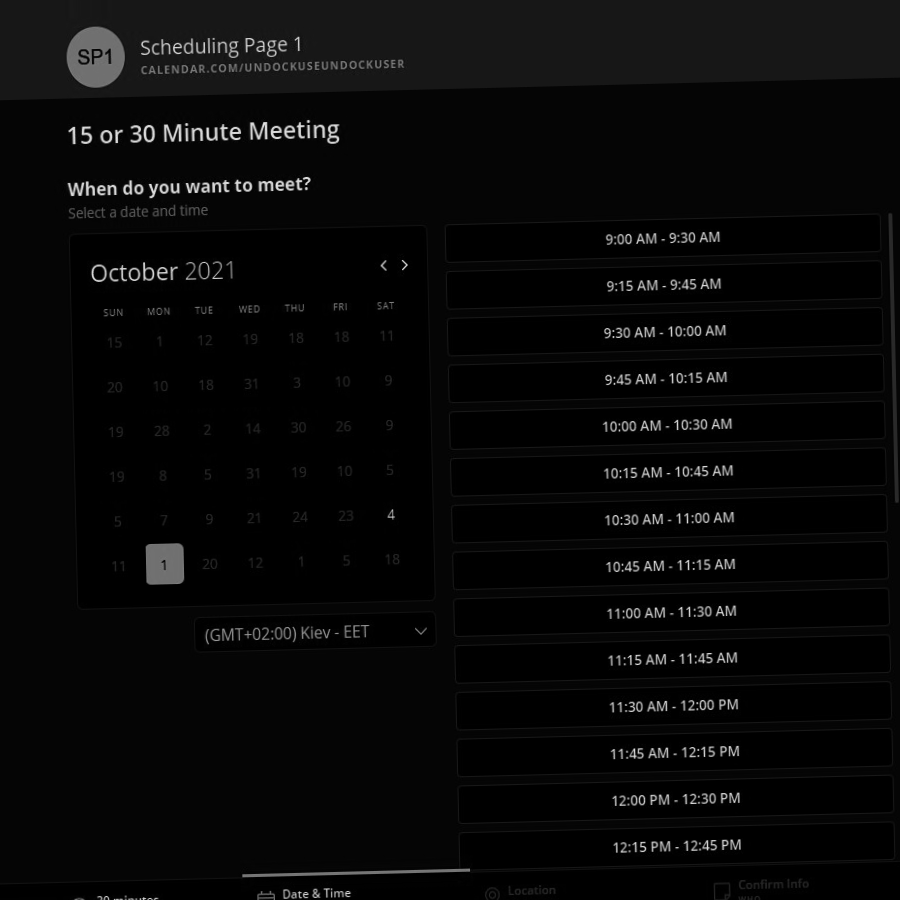 SP1
Scheduling Page 1
CALENDAR.COM/UNDOCKUSEUNDOCKUSER
15 or 30 Minute Meeting
When do you want to meet?
Select a date and time
October 2021
SUN MON TUE WED THU FRI SAT
15 1 12 19 18 18 11
20 10 18 31 3 10 9
19 28 2 14 30 26 9
19 8 5 31 19 10 5
5 7 9 21 24 23 4
11 1 20 12 1 5 18
(GMT+02:00) Kiev - EET
9:00 AM - 9:30 AM
9:15 AM - 9:45 AM
9:30 AM - 10:00 AM
9:45 AM - 10:15 AM
10:00 AM - 10:30 AM
10:15 AM - 10:45 AM
10:30 AM - 11:00 AM
10:45 AM - 11:15 AM
11:00 AM - 11:30 AM
11:15 AM - 11:45 AM
11:30 AM - 12:00 PM
11:45 AM - 12:15 PM
12:00 PM - 12:30 PM
12:15 PM - 12:45 PM
minutes
Date & Time
Location
Confirm Info